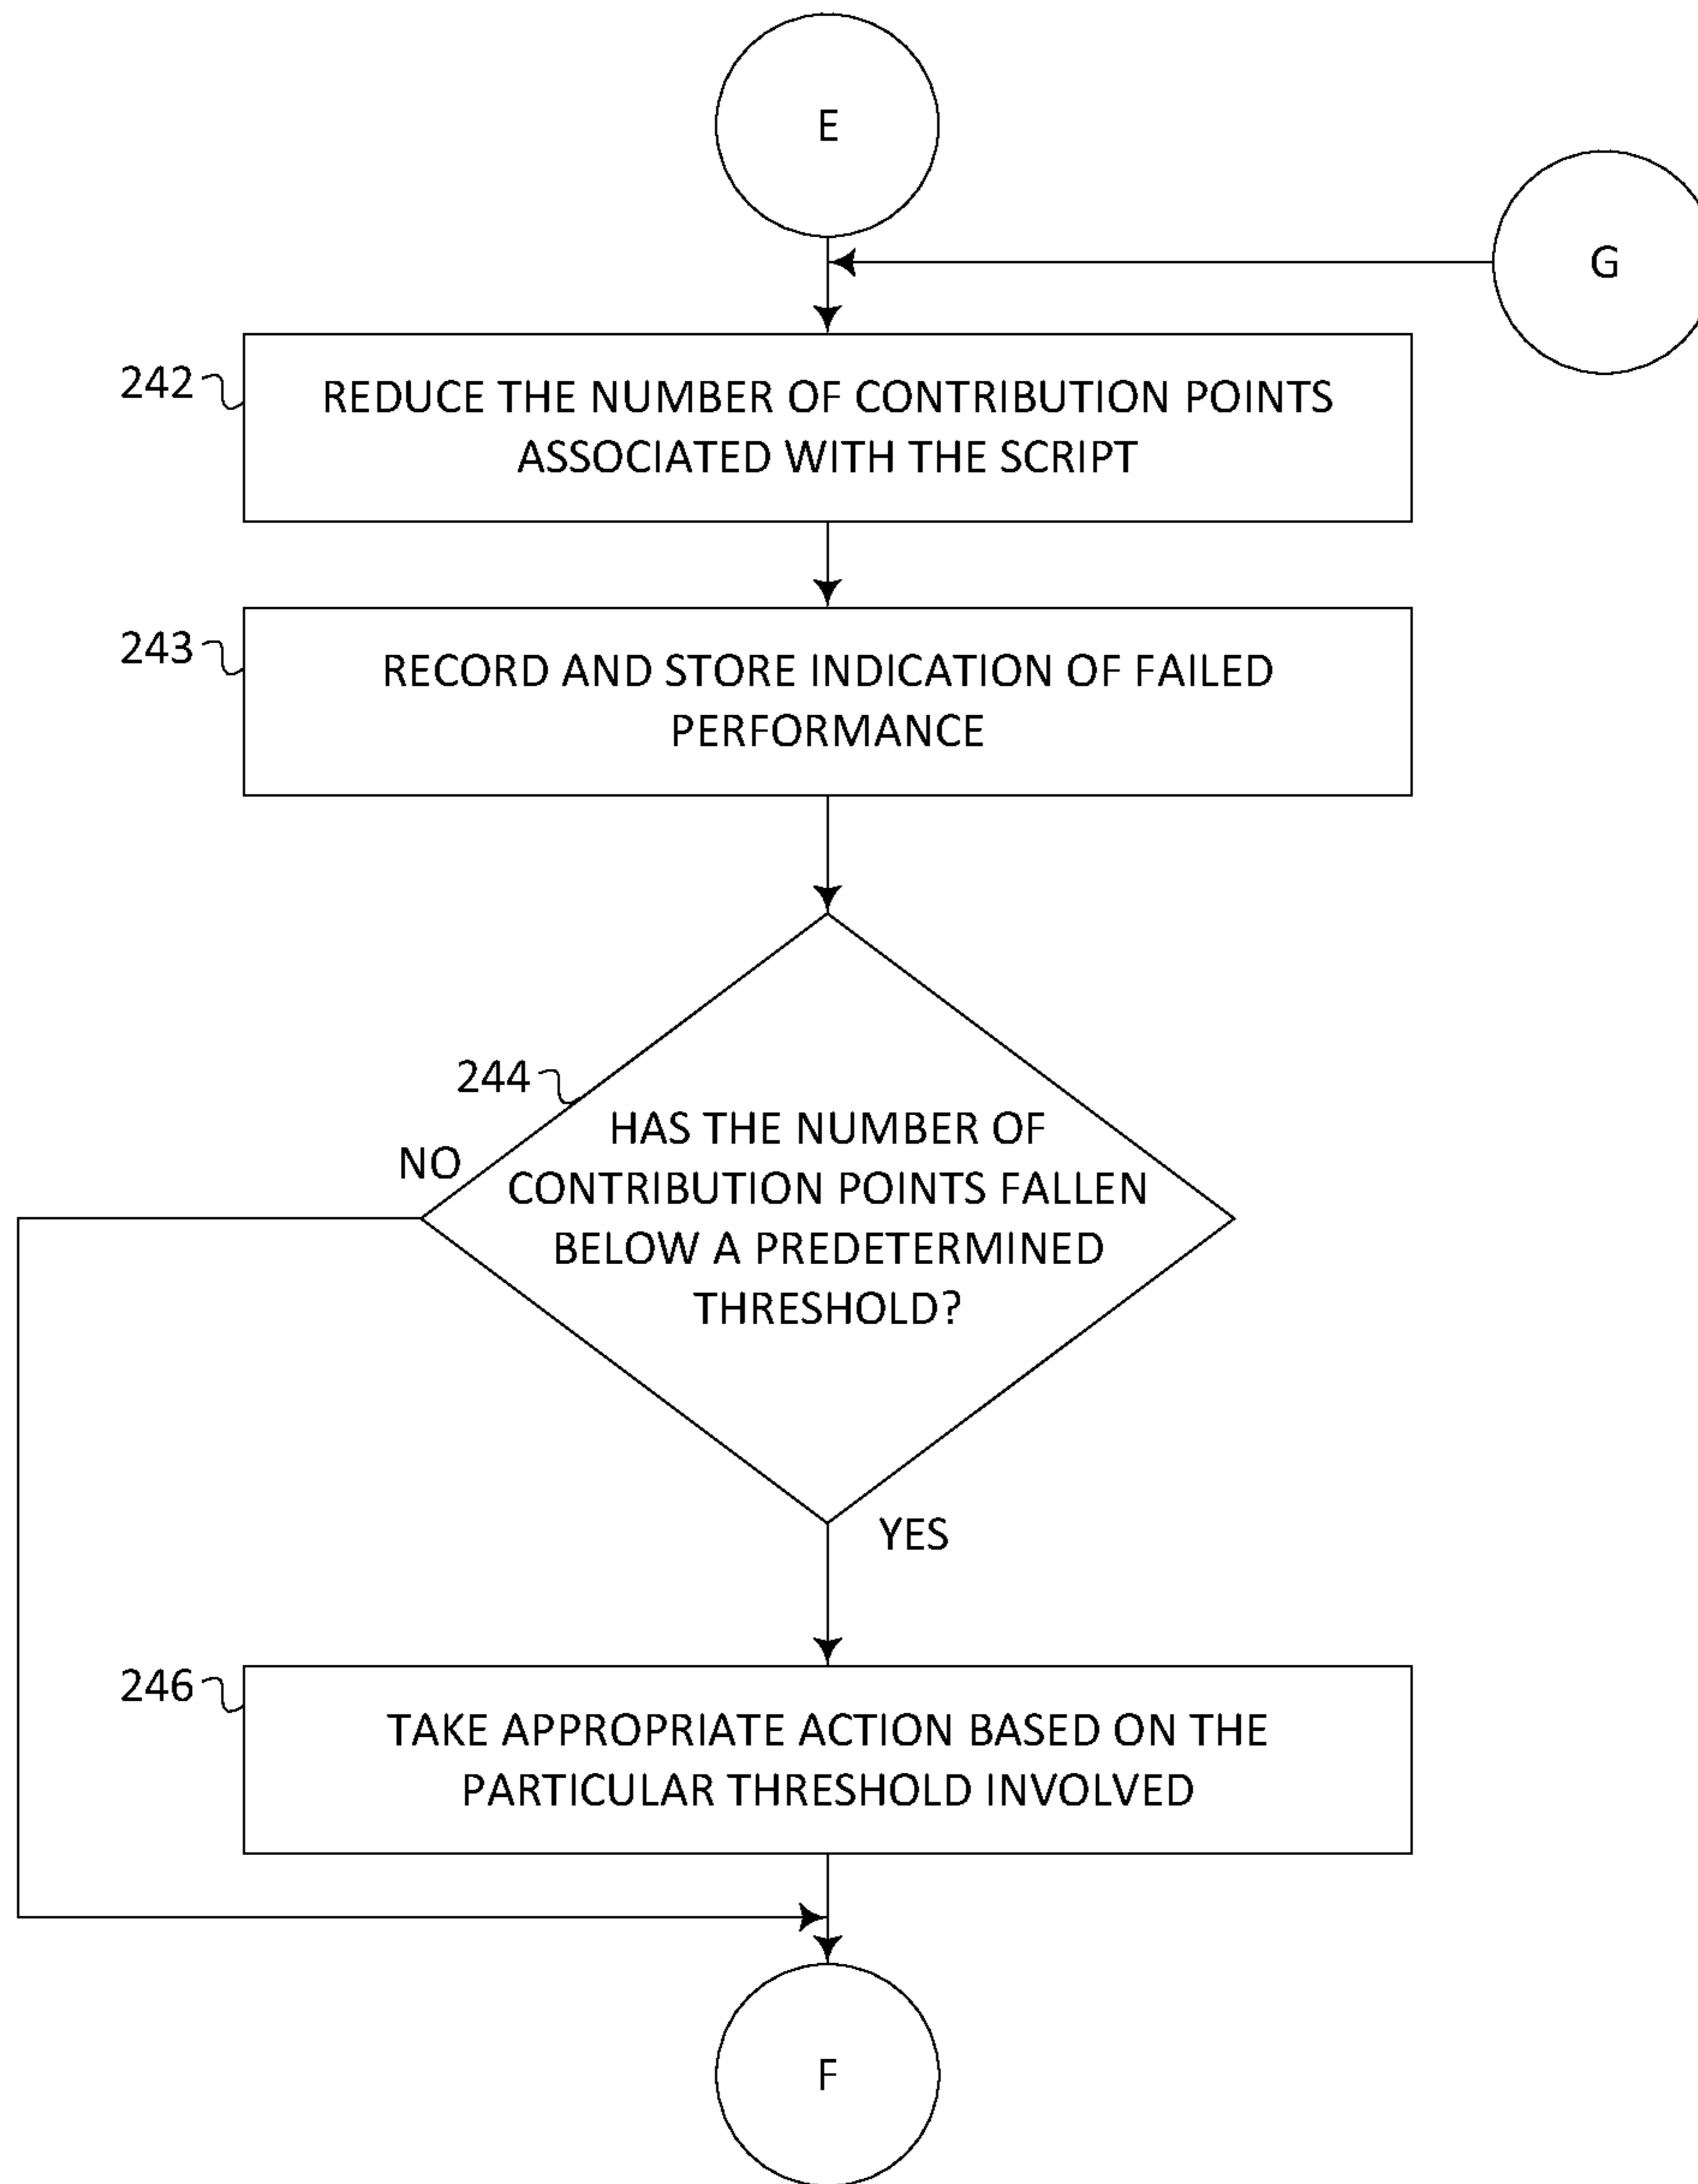 E
G
242
REDUCE THE NUMBER OF CONTRIBUTION POINTS
ASSOCIATED WITH THE SCRIPT
243
RECORD AND STORE INDICATION OF FAILED
PERFORMANCE
244
HAS THE NUMBER OF
CONTRIBUTION POINTS FALLEN
BELOW A PREDETERMINED
THRESHOLD?
NO
YES
246
TAKE APPROPRIATE ACTION BASED ON THE
PARTICULAR THRESHOLD INVOLVED
F